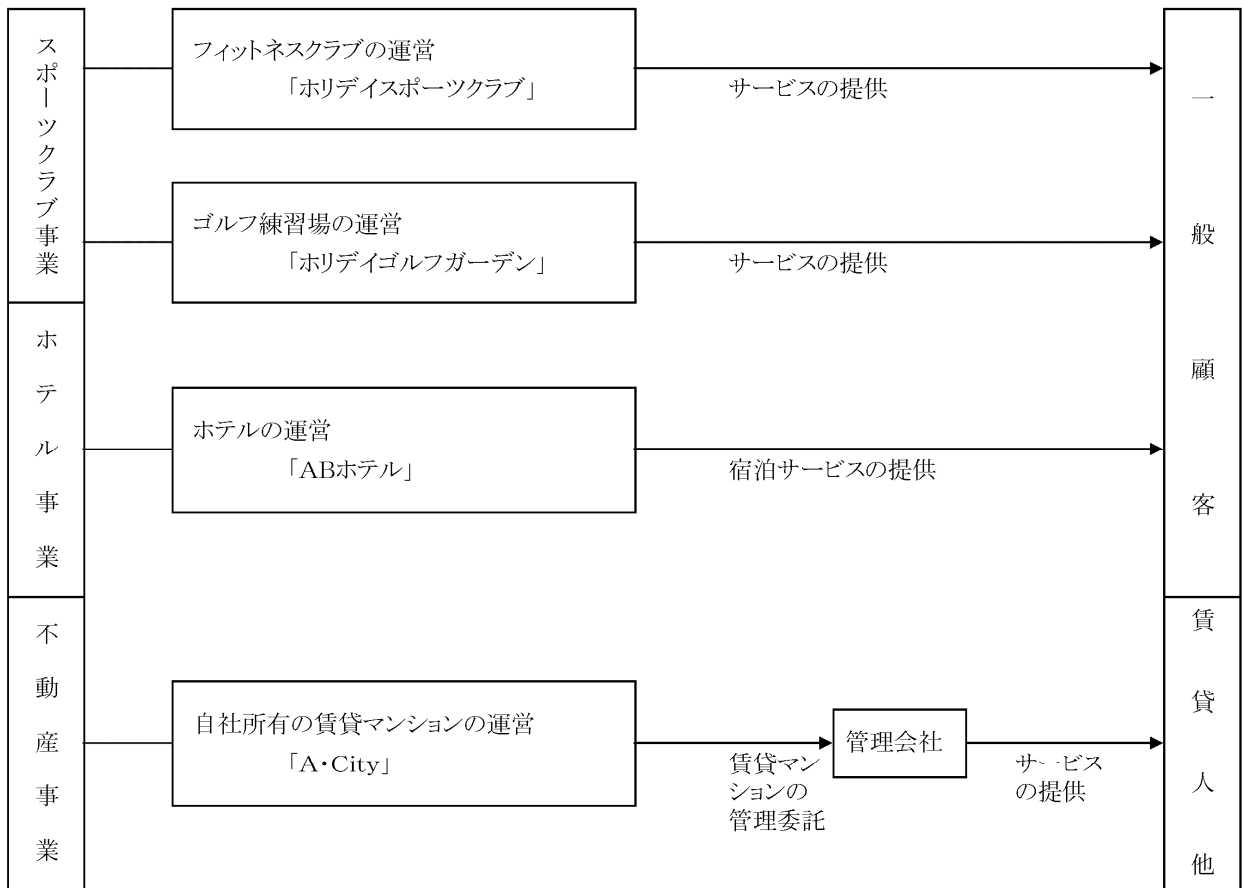 スポーツクラブ事業
フィットネスクラブの運営
「ホリデイスポーツクラブ」
サービスの提供
ゴルフ練習場の運営
「ホリデイゴルフガーデン」
サービスの提供
一般顧客
ホテル事業
ホテルの運営
「ABホテル」
宿泊サービスの提供
不動産事業
自社所有の賃貸マンションの運営
「A・City」
賃貸マン
ションの
管理委託
管理会社
サービス
の提供
賃貸人他